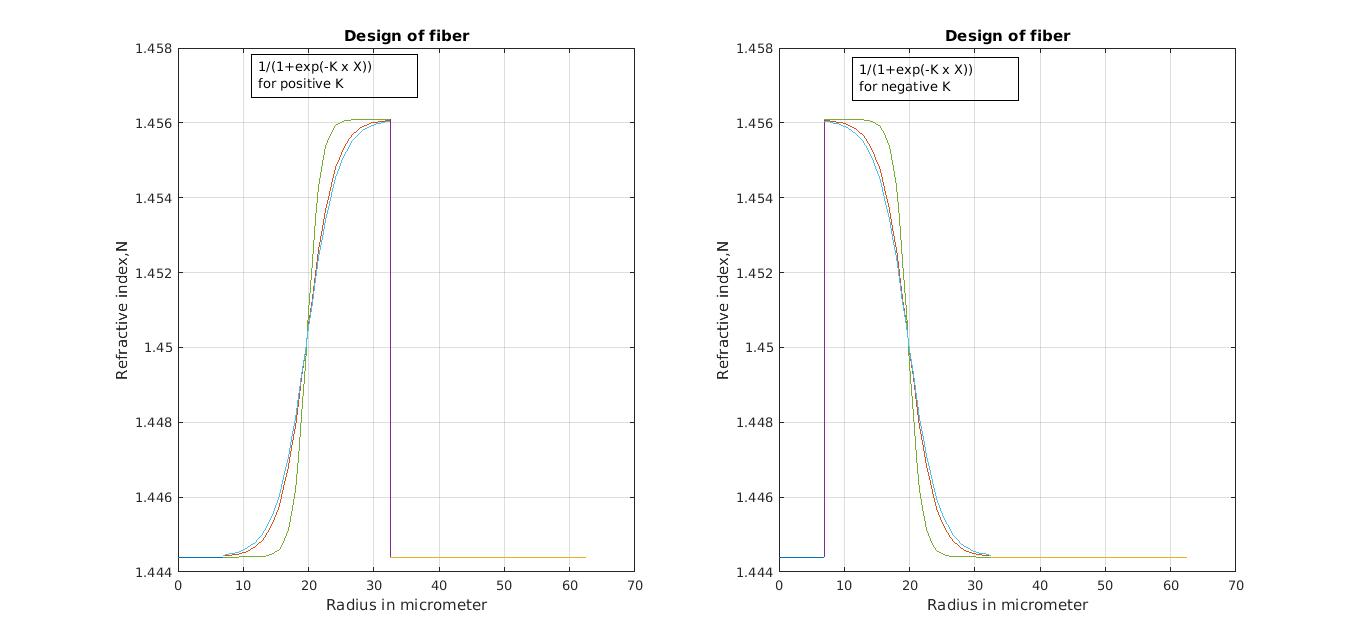 Design of fiber
1/(1+exp(-K x X))
for positive K
1.458
1.456
1.454
1.452
1.45
1.448
1.446
1.444
Refractive index,N
0 10 20 30 40 50 60 70
Radius in micrometer
Design of fiber
1/(1+exp(-K x X))
for negative K
1.458
1.456
1.454
1.452
1.45
1.448
1.446
1.444
Refractive index,N
0 10 20 30 40 50 60 70
Radius in micrometer